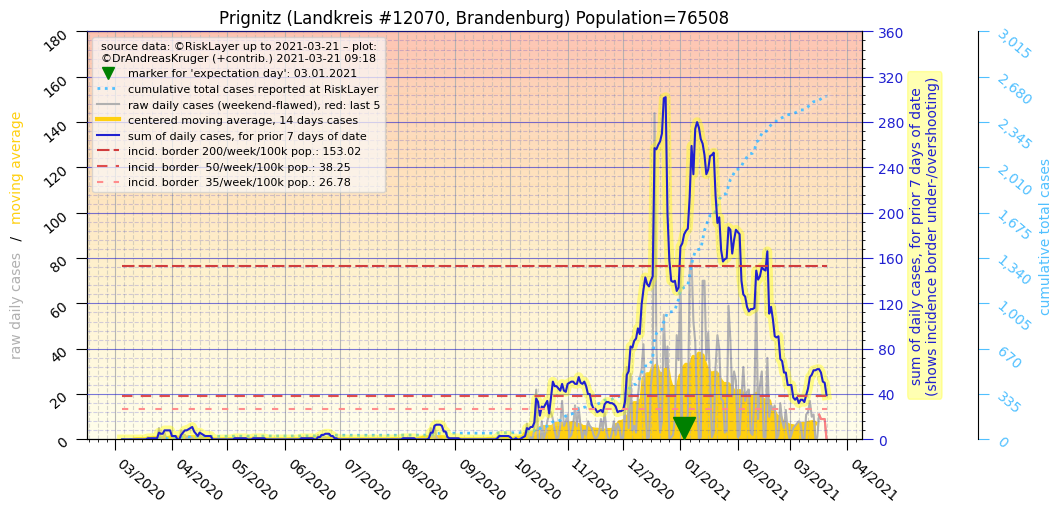 Prignitz (Landkreis #12070, Brandenburg) Population=76508
source data: ©RiskLayer up to 2021-03-21 – plot:
©DrAndreasKruger (+contrib.) 2021-03-21 09:18
marker for 'expectation day': 03.01.2021
cumulative total cases reported at RiskLayer
raw daily cases (weekend-flawed), red: last 5
centered moving average, 14 days cases
sum of daily cases, for prior 7 days of date
incid. border 200/week/100k pop.: 153.02
incid. border  50/week/100k pop.: 38.25
incid. border  35/week/100k pop.: 26.78
raw daily cases / moving average
180
160
140
120
100
80
60
40
20
0
03/2020
04/2020
05/2020
06/2020
07/2020
08/2020
09/2020
10/2020
11/2020
12/2020
01/2021
02/2021
03/2021
04/2021
360
320
280
240
200
160
120
80
40
0
sum of daily cases, for prior 7 days of date
(shows incidence border under-/overshooting)
3,015
2,680
2,345
2,010
1,675
1,340
1,005
670
335
0
cumulative total cases